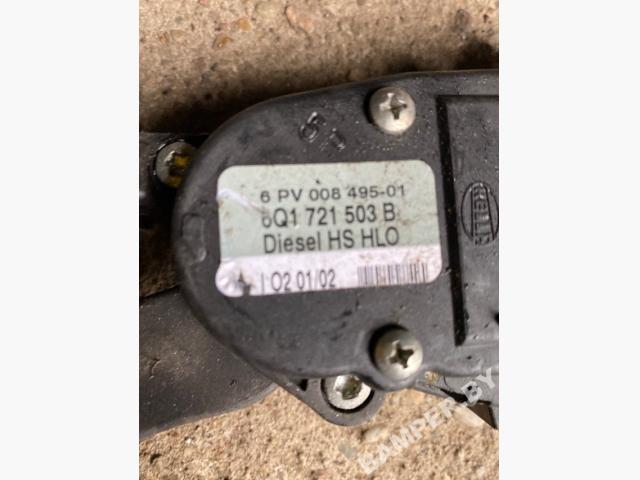 6 PV 008 495-01
6Q1 721 503 B
Diesel HS HLO
I O2 01/02
HELLA
BAMPER.BY